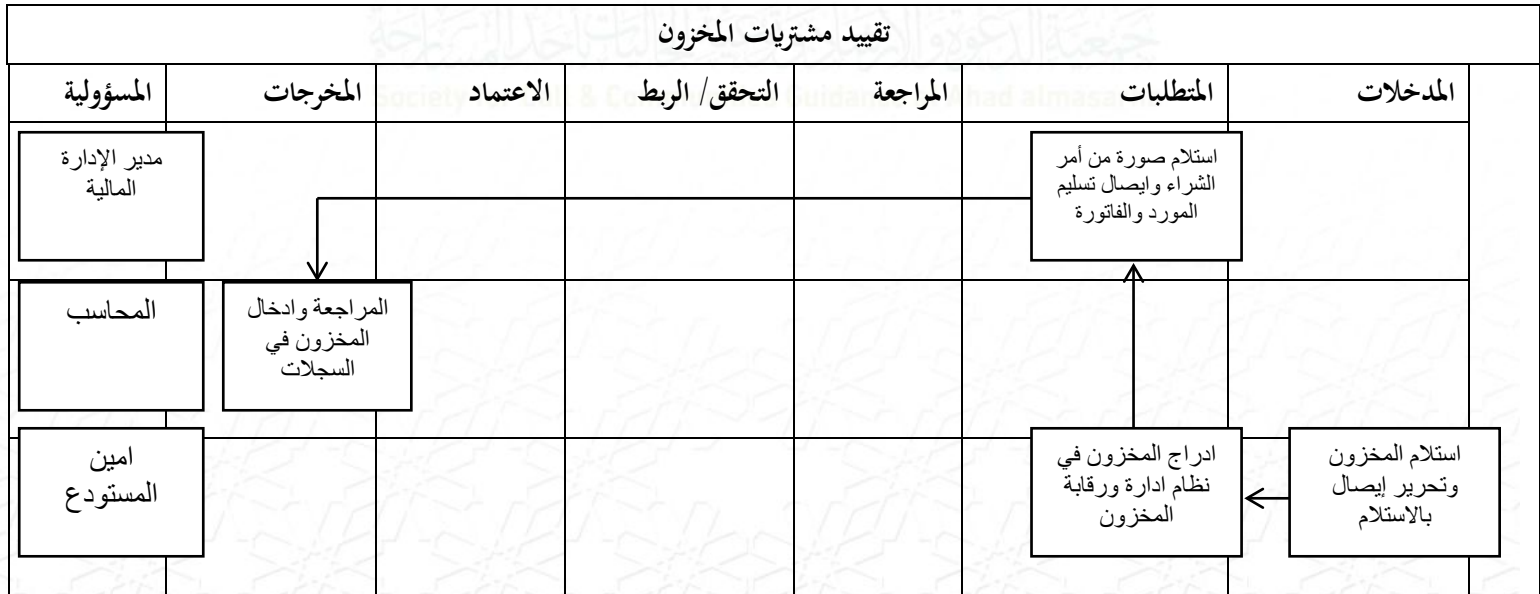 تقييد مشتريات المخزون
المدخلات
المتطلبات
المراجعة
التحقق/ الربط
الاعتماد
المخرجات
المسؤولية
استلام صورة من أمر
الشراء وايصال تسليم
المورد والفاتورة
مدير الإدارة
المالية
المراجعة وادخال
المخزون في
السجلات
المحاسب
استلام المخزون
وتحرير إيصال
بالاستلام
ادراج المخزون في
نظام ادارة ورقابة
المخزون
امين
المستودع